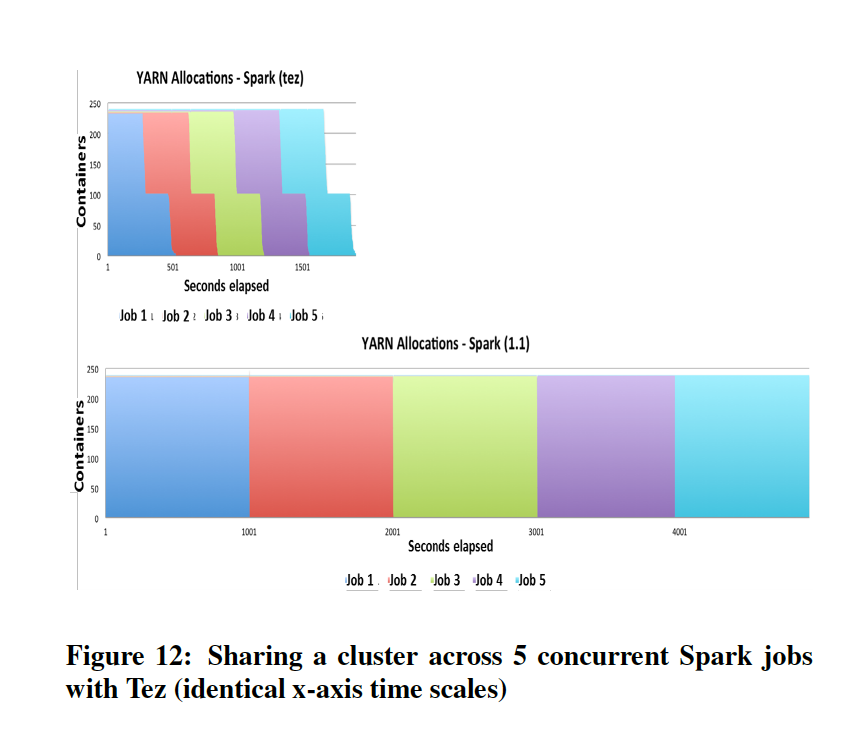 YARN Allocations - Spark (tez)
250
200
150
100
50
0
Containers
1 501 1001 1501
Seconds elapsed
Job 1 Job 2 Job 3 Job 4 Job 5
YARN Allocations - Spark (1.1)
250
200
150
100
50
0
Containers
1 1001 2001 3001 4001
Seconds elapsed
Job 1 Job 2 Job 3 Job 4 Job 5
Figure 12: Sharing a cluster across 5 concurrent Spark jobs
with Tez (identical x-axis time scales)